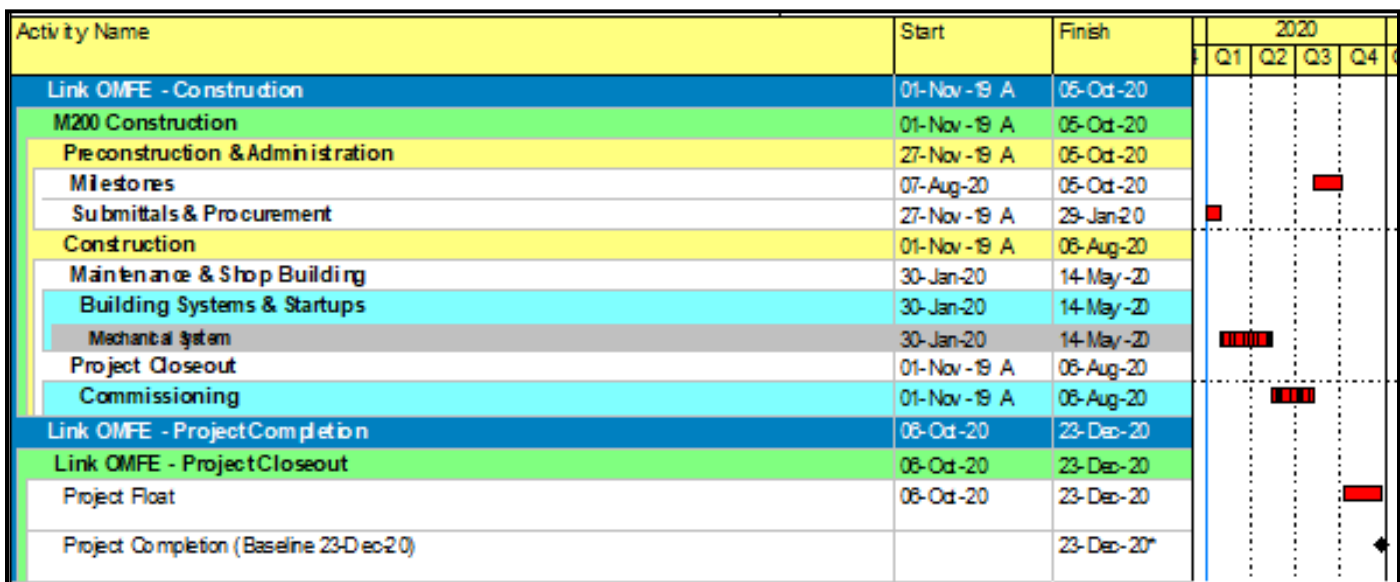 Activity Name Start Finish 2020
Q1 Q2 Q3 Q4
Link OMFE - Construction 01-Nov-19 A 05-Oct-20
M200 Construction 01-Nov-19 A 05-Oct-20
Preconstruction & Administration 27-Nov-19 A 05-Oct-20
Milestones 07-Aug-20 05-Oct-20
Submittals & Procurement 27-Nov-19 A 29-Jan-20
Construction 01-Nov-19 A 06-Aug-20
Maintenance & Shop Building 30-Jan-20 14-May-20
Building Systems & Startups 30-Jan-20 14-May-20
Mechanical System 30-Jan-20 14-May-20
Project Closeout 01-Nov-19 A 06-Aug-20
Commissioning 01-Nov-19 A 06-Aug-20
Link OMFE - Project Completion 06-Oct-20 23-Dec-20
Link OMFE - Project Closeout 06-Oct-20 23-Dec-20
Project Float 06-Oct-20 23-Dec-20
Project Completion (Baseline 23-Dec-20) 23-Dec-20*